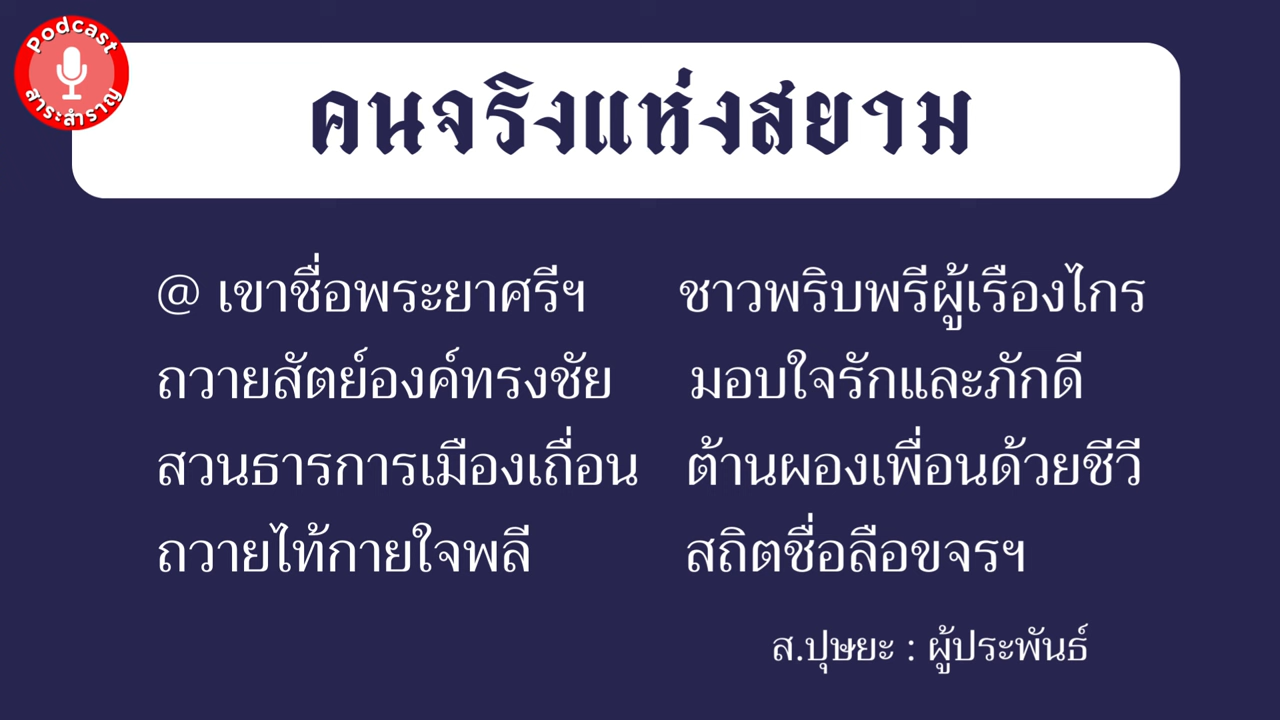 Podcast
สาระสำราญ
คนจริงแห่งสยาม
@ เขาชื่อพระยาศรีฯ ชาวพริบพรีผู้เรืองไกร
ถวายสัตย์องค์ทรงชัย มอบใจรักและภักดี
สวนธารการเมืองเถื่อน ต้านผองเพื่อนด้วยชีวี
ถวายไท้กายใจพลี สถิตชื่อลือขจรฯ
ส.ปุษยะ : ผู้ประพันธ์